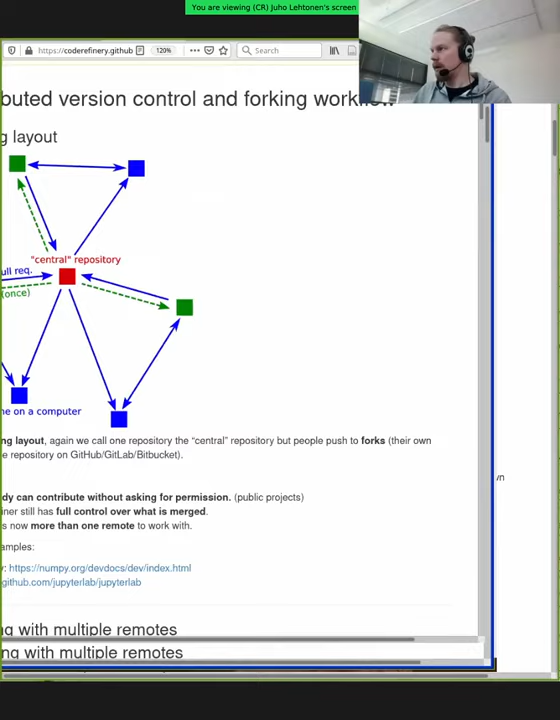 You are viewing (CR) Juho Lehtonen's screen
https://coderefinery.github
120%
Search
buted version control and forking workflow
g layout
"central" repository
ull req.
(once)
ne on a computer
ng layout, again we call one repository the “central” repository but people push to forks (their own
e repository on GitHub/GitLab/Bitbucket).
dy can contribute without asking for permission. (public projects)
iner still has full control over what is merged.
s now more than one remote to work with.
amples:
y: https://numpy.org/devdocs/dev/index.html
github.com/jupyterlab/jupyterlab
ng with multiple remotes
ng with multiple remotes